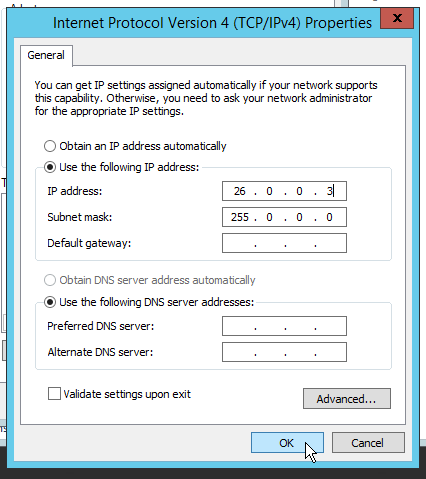 Internet Protocol Version 4 (TCP/IPv4) Properties
x
General
You can get IP settings assigned automatically if your network supports
this capability. Otherwise, you need to ask your network administrator
for the appropriate IP settings.
Obtain an IP address automatically
Use the following IP address:
IP address: 26 . 0 . 0 . 3
Subnet mask: 255 . 0 . 0 . 0
Default gateway: . . .
Obtain DNS server address automatically
Use the following DNS server addresses:
Preferred DNS server: . . .
Alternate DNS server: . . .
Validate settings upon exit
Advanced...
OK Cancel